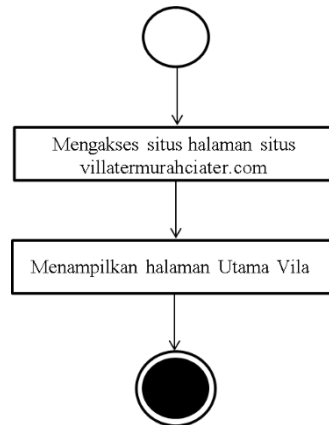 Mengakses situs halaman situs
villatermurahciater.com
Menampilkan halaman Utama Vila